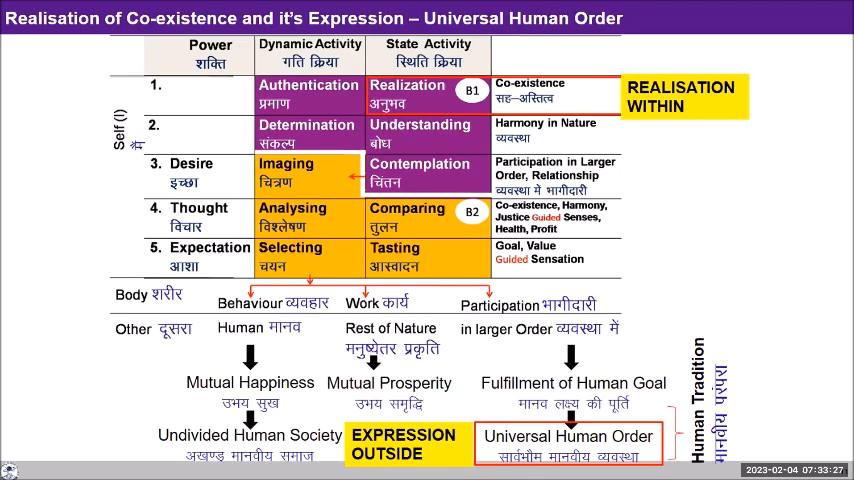 Realisation of Co-existence and it's Expression – Universal Human Order
Power
शक्ति
Dynamic Activity
गति क्रिया
State Activity
स्थिति क्रिया
Self (I)
मैं
1.
Authentication
प्रमाण
Realization
अनुभव
B1
Co-existence
सह–अस्तित्व
REALISATION
WITHIN
2.
Determination
संकल्प
Understanding
बोध
Harmony in Nature
व्यवस्था
3. Desire
इच्छा
Imaging
चित्रण
Contemplation
चिंतन
Participation in Larger
Order, Relationship
व्यवस्था में भागीदारी
4. Thought
विचार
Analysing
विश्लेषण
Comparing
तुलन
B2
Co-existence, Harmony,
Justice Guided Senses,
Health, Profit
5. Expectation
आशा
Selecting
चयन
Tasting
आस्वादन
Goal, Value
Guided Sensation
Body शरीर
Behaviour व्यवहार
Work कार्य
Participation भागीदारी
Other दूसरा
Human मानव
Rest of Nature
मनुष्येतर प्रकृति
in larger Order व्यवस्था में
Mutual Happiness
उभय सुख
Mutual Prosperity
उभय समृद्धि
Fulfillment of Human Goal
मानव लक्ष्य की पूर्ति
Undivided Human Society
अखण्ड मानवीय समाज
EXPRESSION
OUTSIDE
Universal Human Order
सार्वभौम मानवीय व्यवस्था
Human Tradition
मानवीय परंपरा
2023-02-04 07:33:27